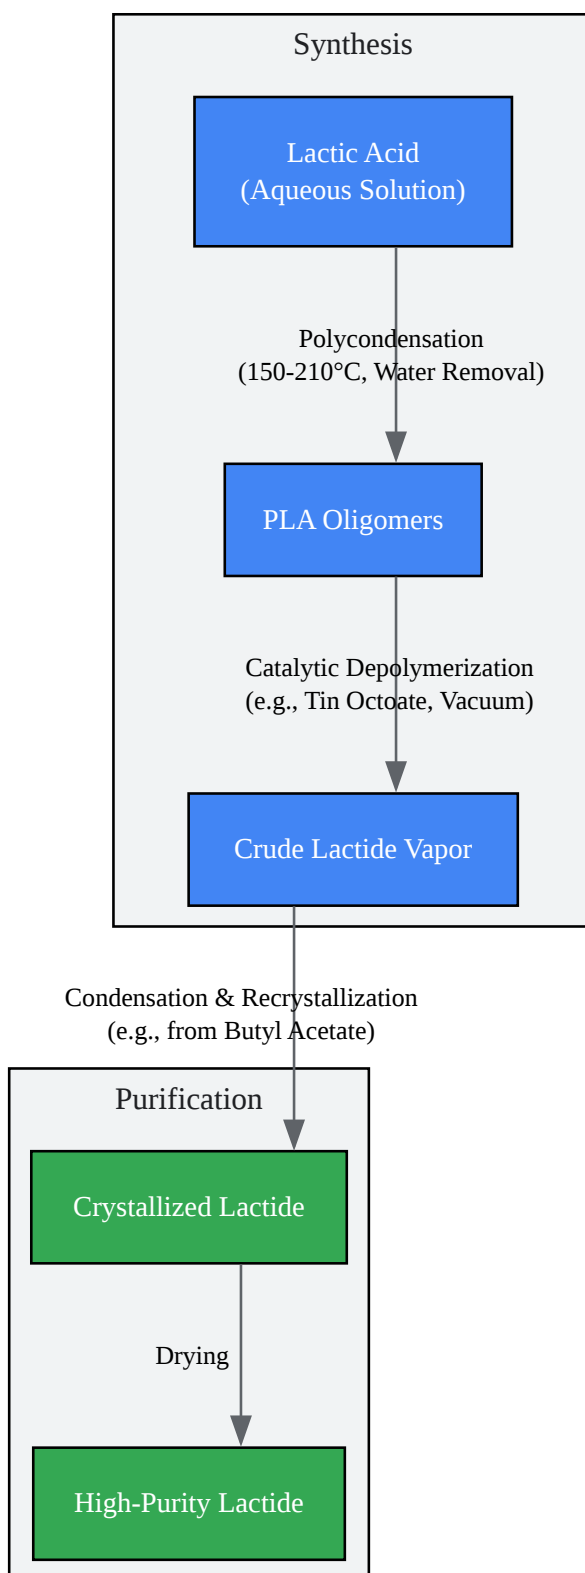 Synthesis
Lactic Acid
(Aqueous Solution)
Polycondensation
(150-210°C, Water Removal)
PLA Oligomers
Catalytic Depolymerization
(e.g., Tin Octoate, Vacuum)
Crude Lactide Vapor
Condensation & Recrystallization
(e.g., from Butyl Acetate)
Purification
Crystallized Lactide
Drying
High-Purity Lactide